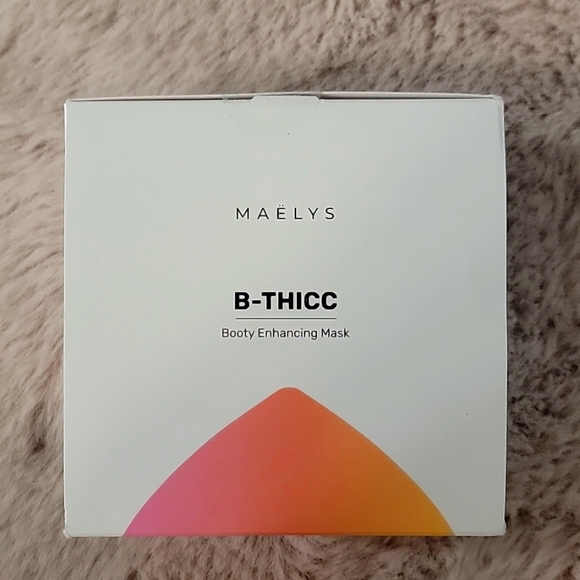 MAËLYS
B-THICC
Booty Enhancing Mask